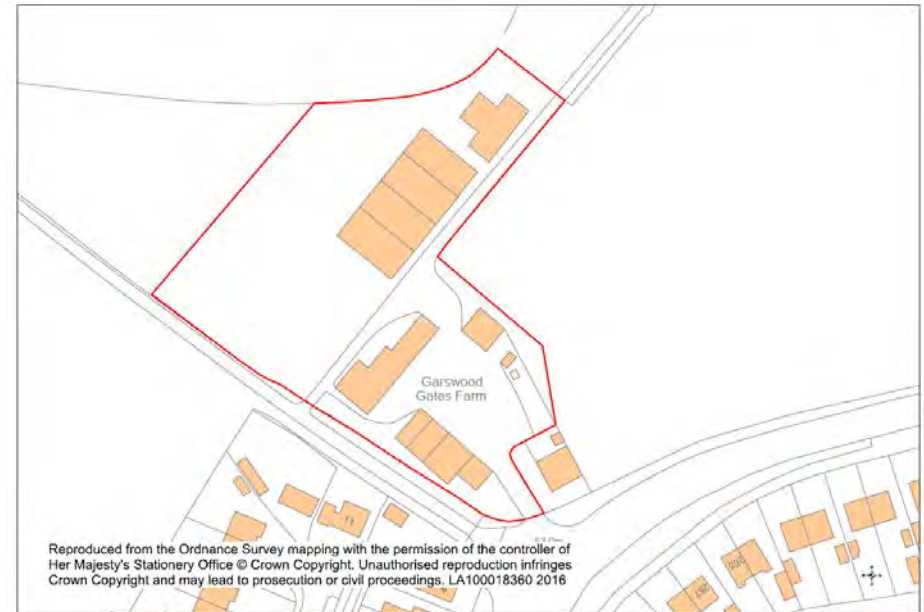 Garswood
Gates Farm
11
Reproduced from the Ordnance Survey mapping with the permission of the controller of
Her Majesty's Stationery Office © Crown Copyright. Unauthorised reproduction infringes
Crown Copyright and may lead to prosecution or civil proceedings. LA100018360 2016